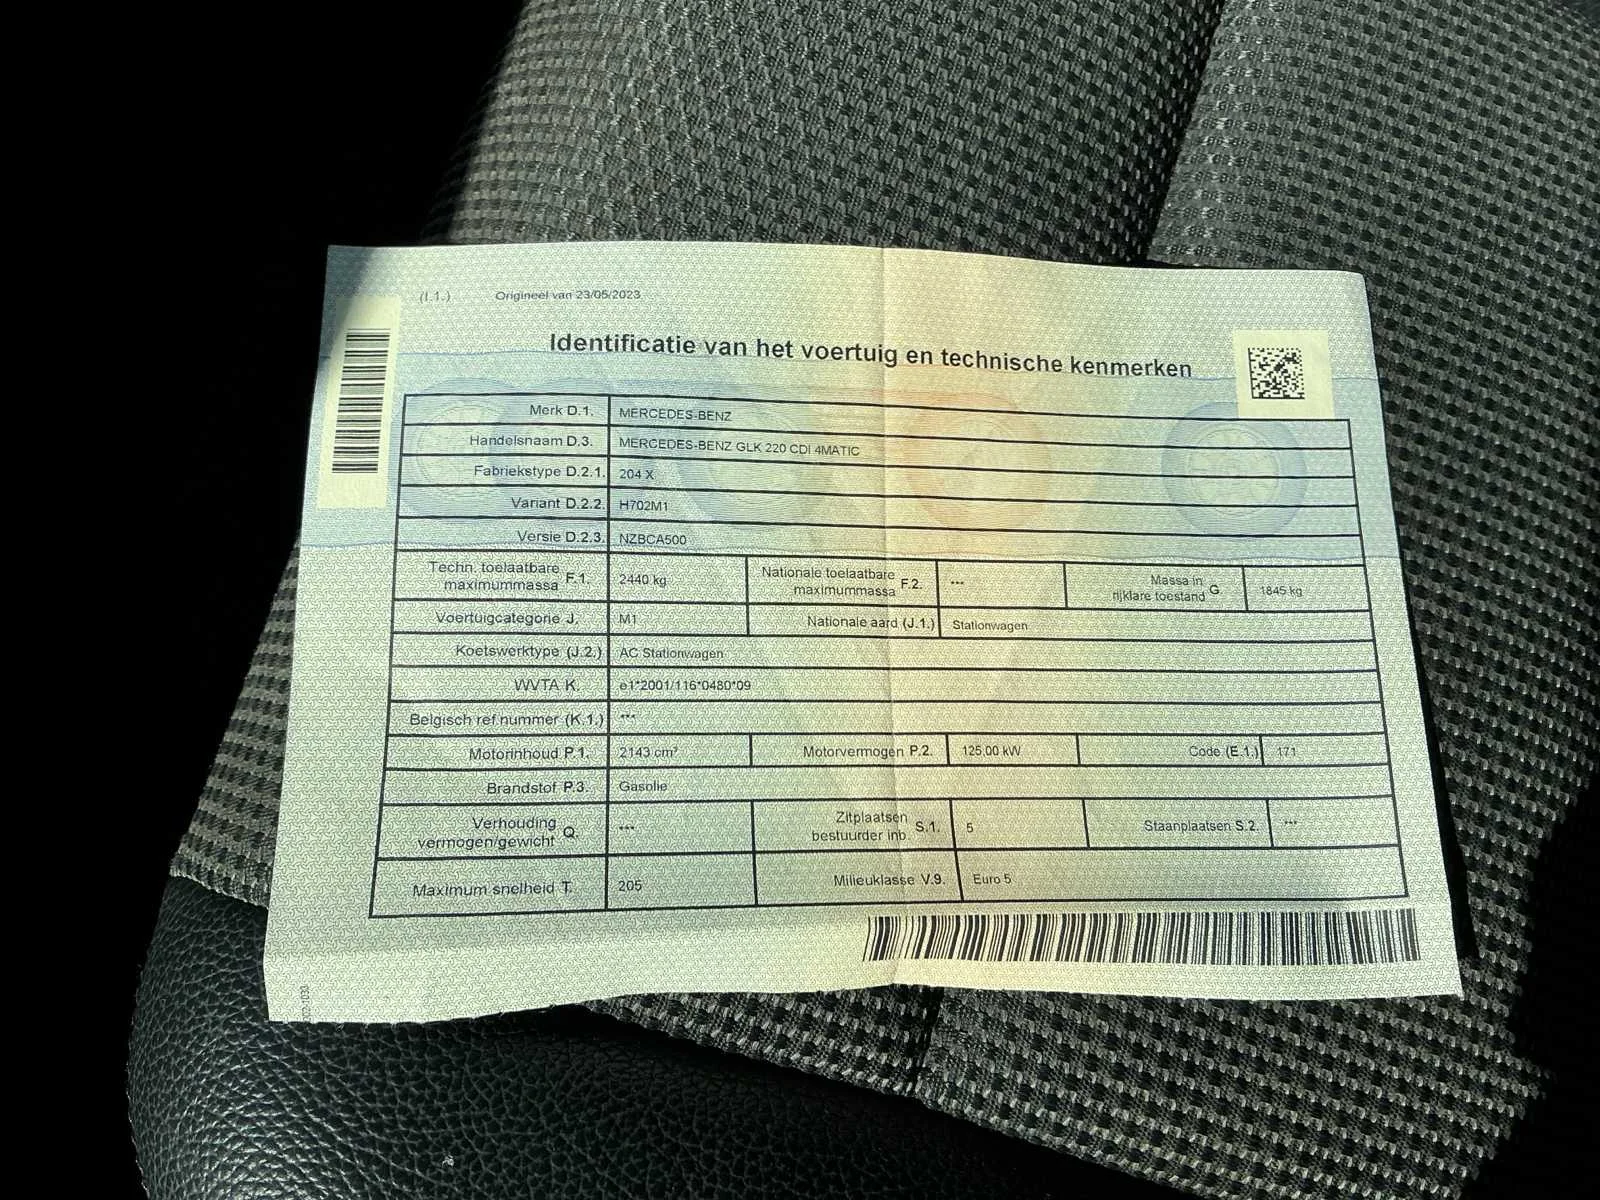 (I.1.) Origineel van 23/05/2023
Identificatie van het voertuig en technische kenmerken
Merk D.1. MERCEDES-BENZ
Handelsnaam D.3. MERCEDES-BENZ GLK 220 CDI 4MATIC
Fabriekstype D.2.1. 204 X
Variant D.2.2. H702M1
Versie D.2.3. NZBCA500
Techn. toelaatbare maximummassa F.1. 2440 kg Nationale toelaatbare maximummassa F.2. *** Massa in rijklare toestand G. 1845 kg
Voertuigcategorie J. M1 Nationale aard (J.1.) Stationwagen
Koetswerktype (J.2.) AC Stationwagen
WVTA K. e1*2001/116*0480*09
Belgisch ref nummer (K.1.) ***
Motorinhoud P.1. 2143 cm³ Motorvermogen P.2. 125.00 kW Code (E.1.) 171
Brandstof P.3. Gasolie
Verhouding vermogen/gewicht Q. *** Zitplaatsen bestuurder inb. S.1. 5 Staanplaatsen S.2. ***
Maximum snelheid T. 205 Milieuklasse V.9. Euro 5